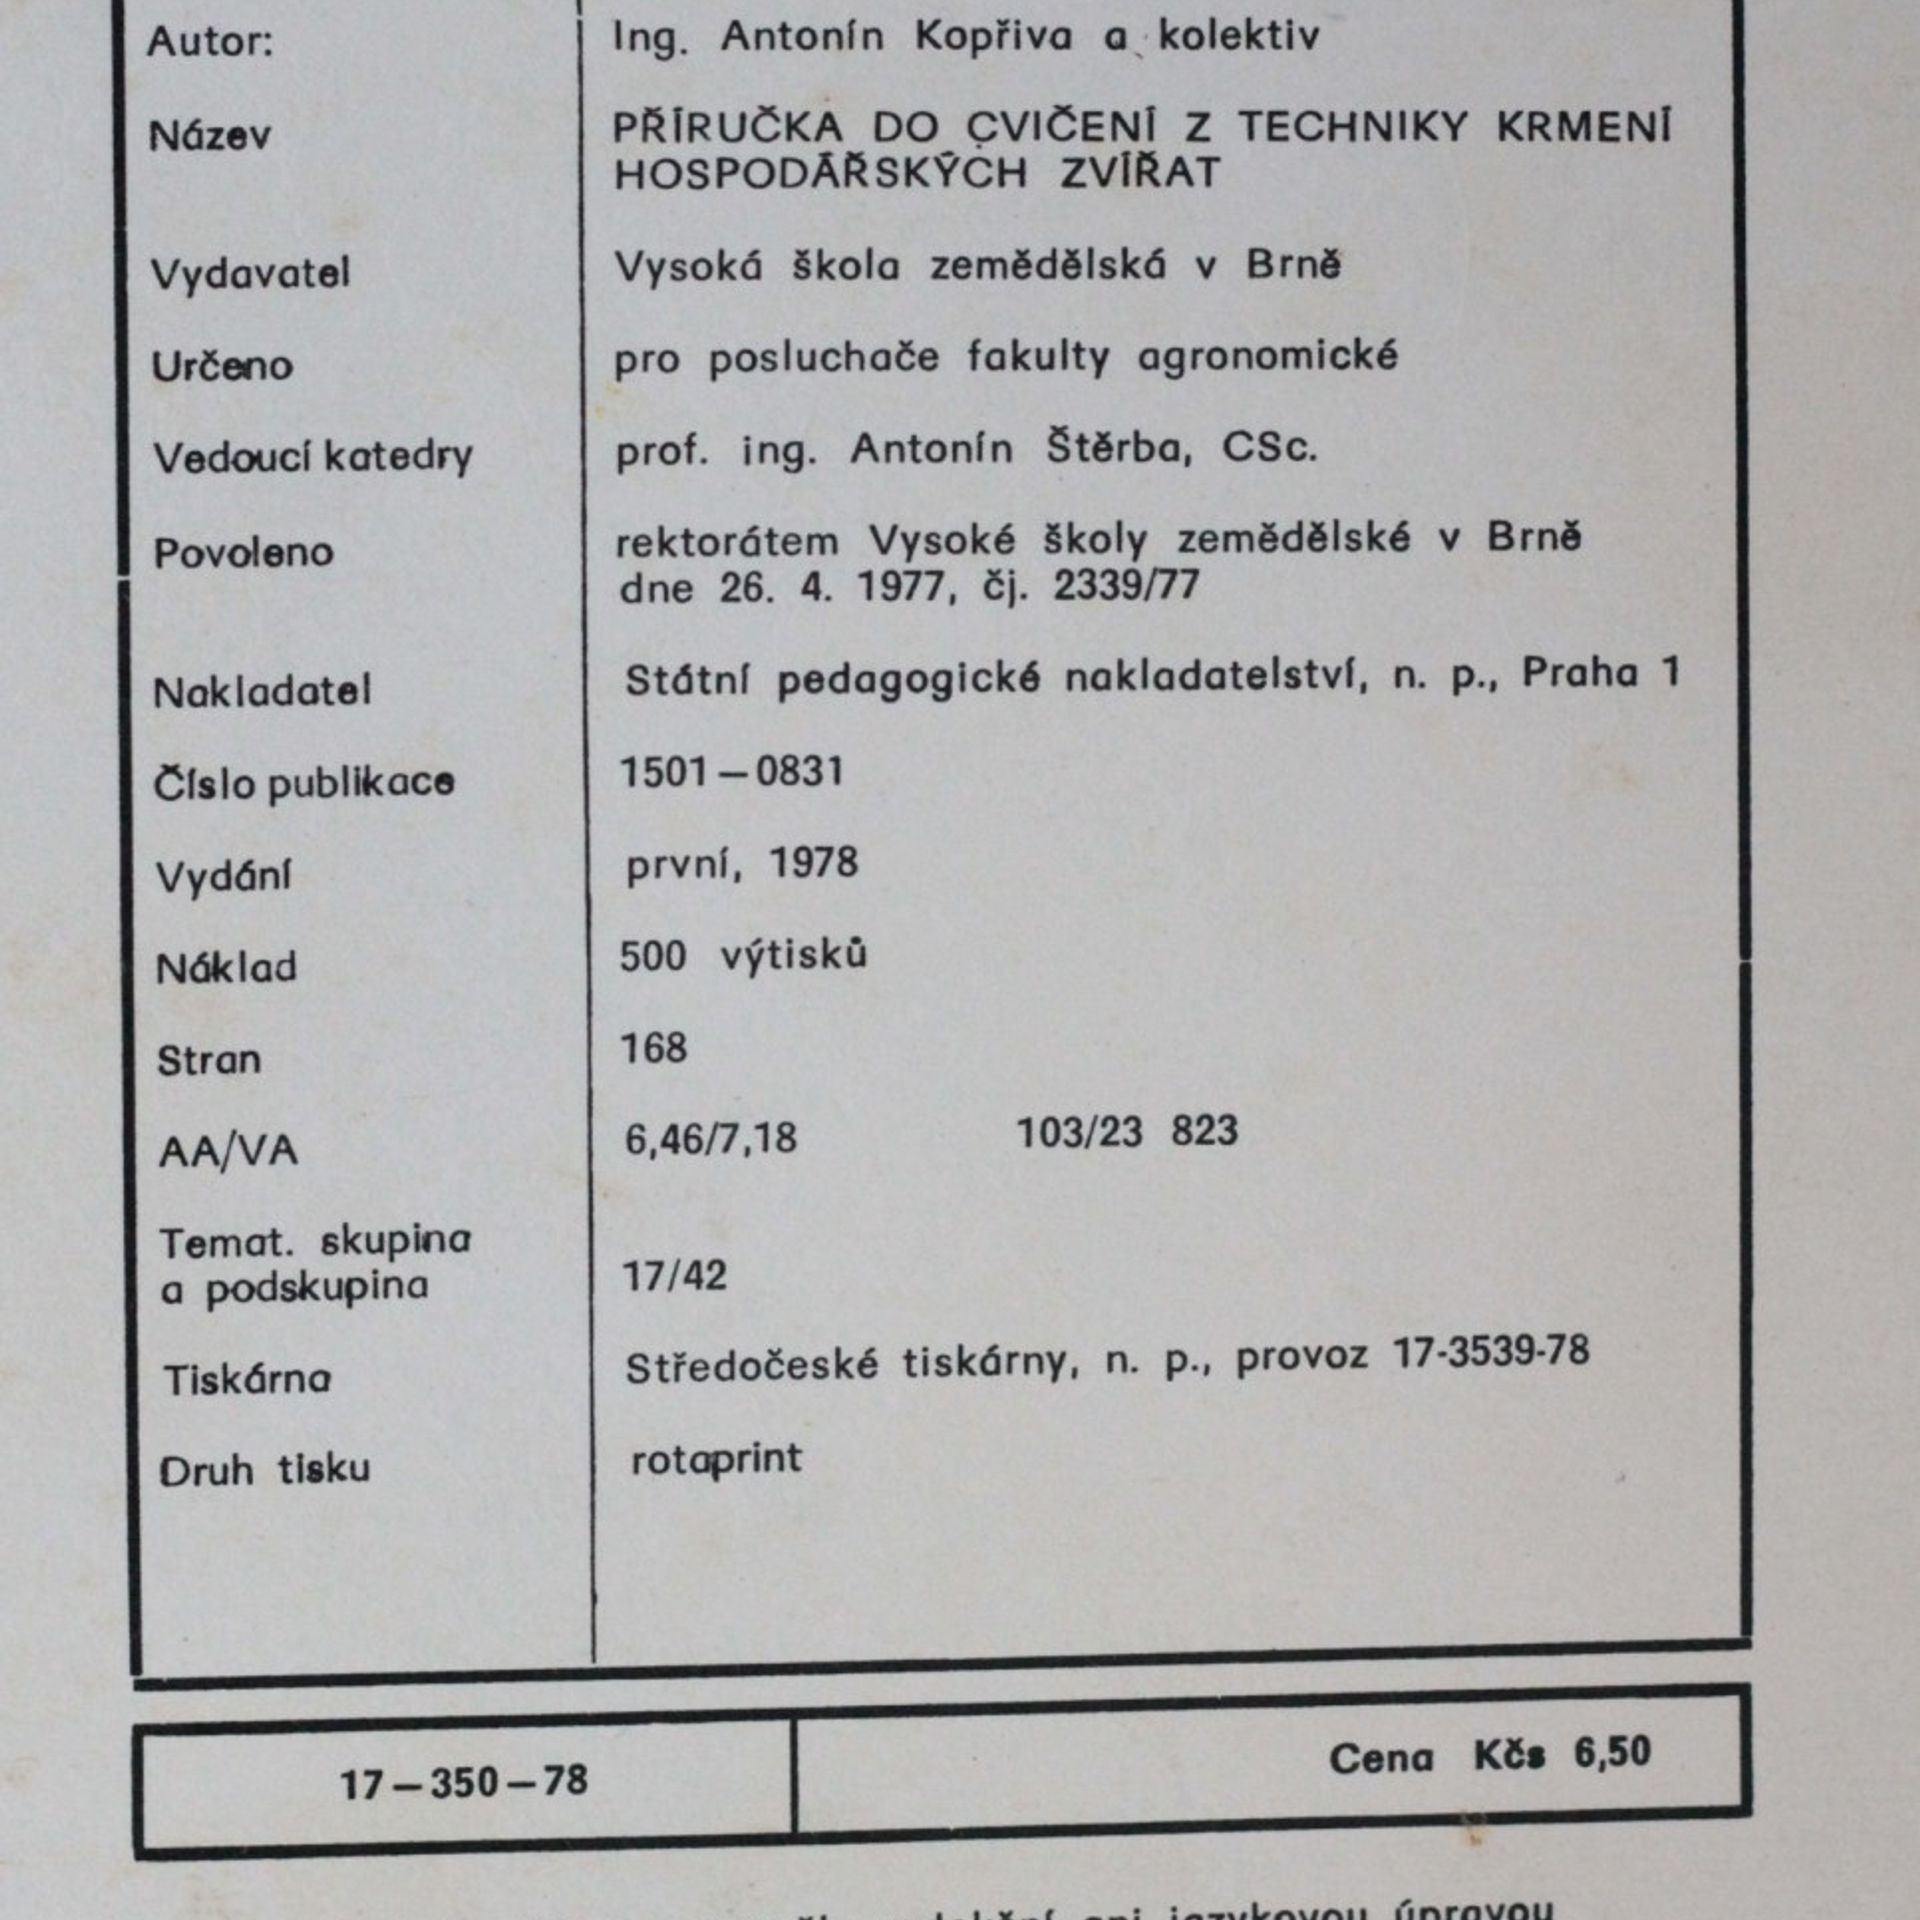 Autor: Ing. Antonín Kopřiva a kolektiv
Název PŘÍRUČKA DO CVIČENÍ Z TECHNIKY KRMENÍ
HOSPODÁŘSKÝCH ZVÍŘAT
Vydavatel Vysoká škola zemědělská v Brně
Určeno pro posluchače fakulty agronomické
Vedoucí katedry prof. ing. Antonín Štěrba, CSc.
Povoleno rektorátem Vysoké školy zemědělské v Brně
dne 26. 4. 1977, čj. 2339/77
Nakladatel Státní pedagogické nakladatelství, n. p., Praha 1
Číslo publikace 1501—0831
Vydání první, 1978
Náklad 500 výtisků
Stran 168
AA/VA 6,46/7,18 103/23 823
Temat. skupina
a podskupina 17/42
Tiskárna Středočeské tiskárny, n. p., provoz 17-3539-78
Druh tisku rotaprint
17—350—78 Cena Kčs 6,50
ani jazykovou úpravou